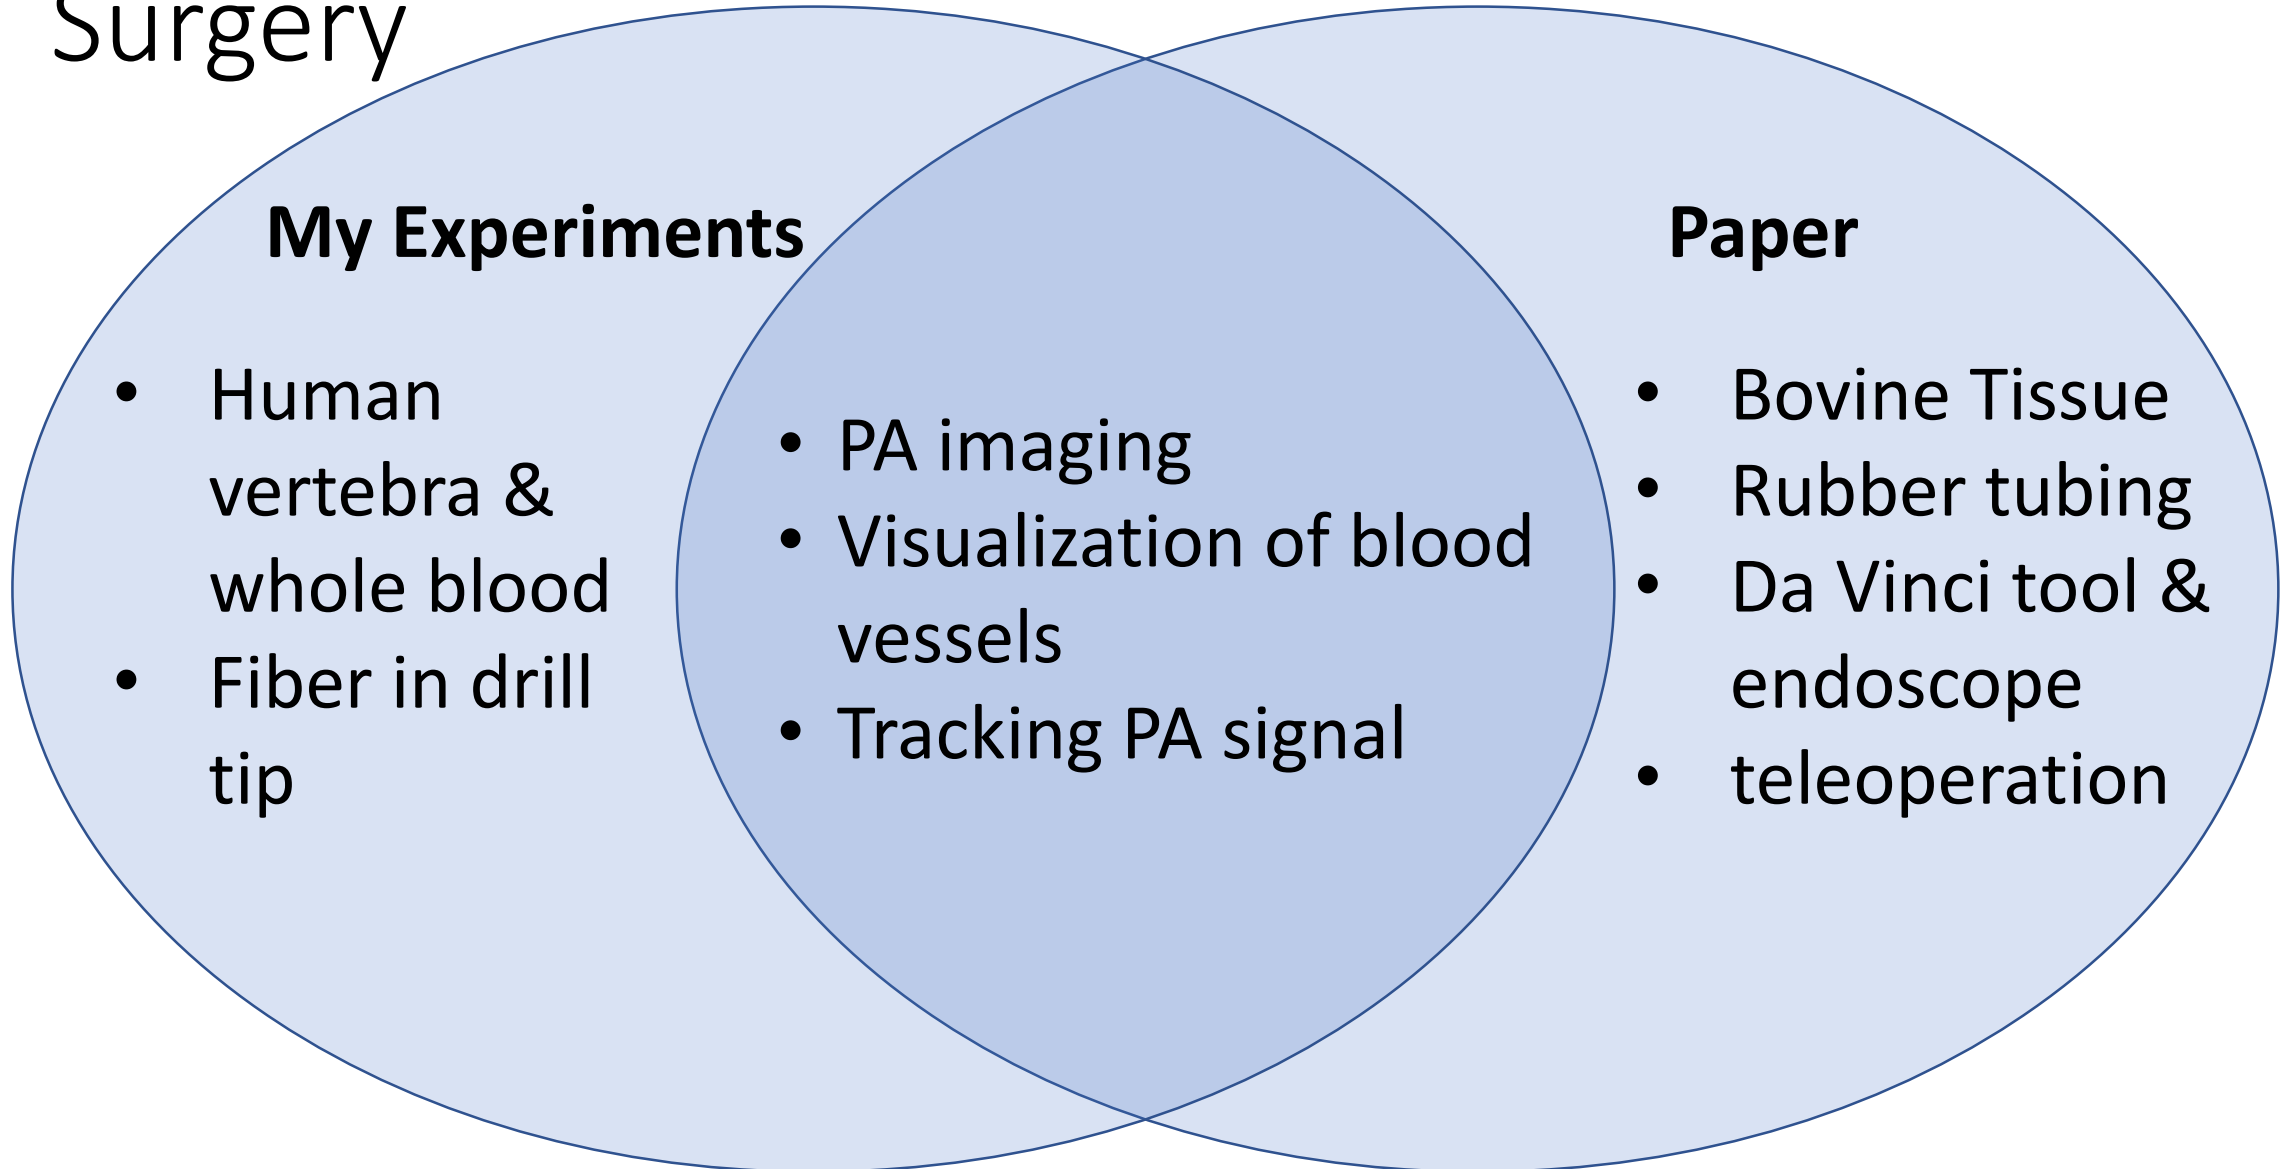 Surgery
My Experiments
• Human
vertebra &
whole blood
• Fiber in drill
tip
• PA imaging
• Visualization of blood
vessels
• Tracking PA signal
Paper
• Bovine Tissue
• Rubber tubing
• Da Vinci tool &
endoscope
• teleoperation